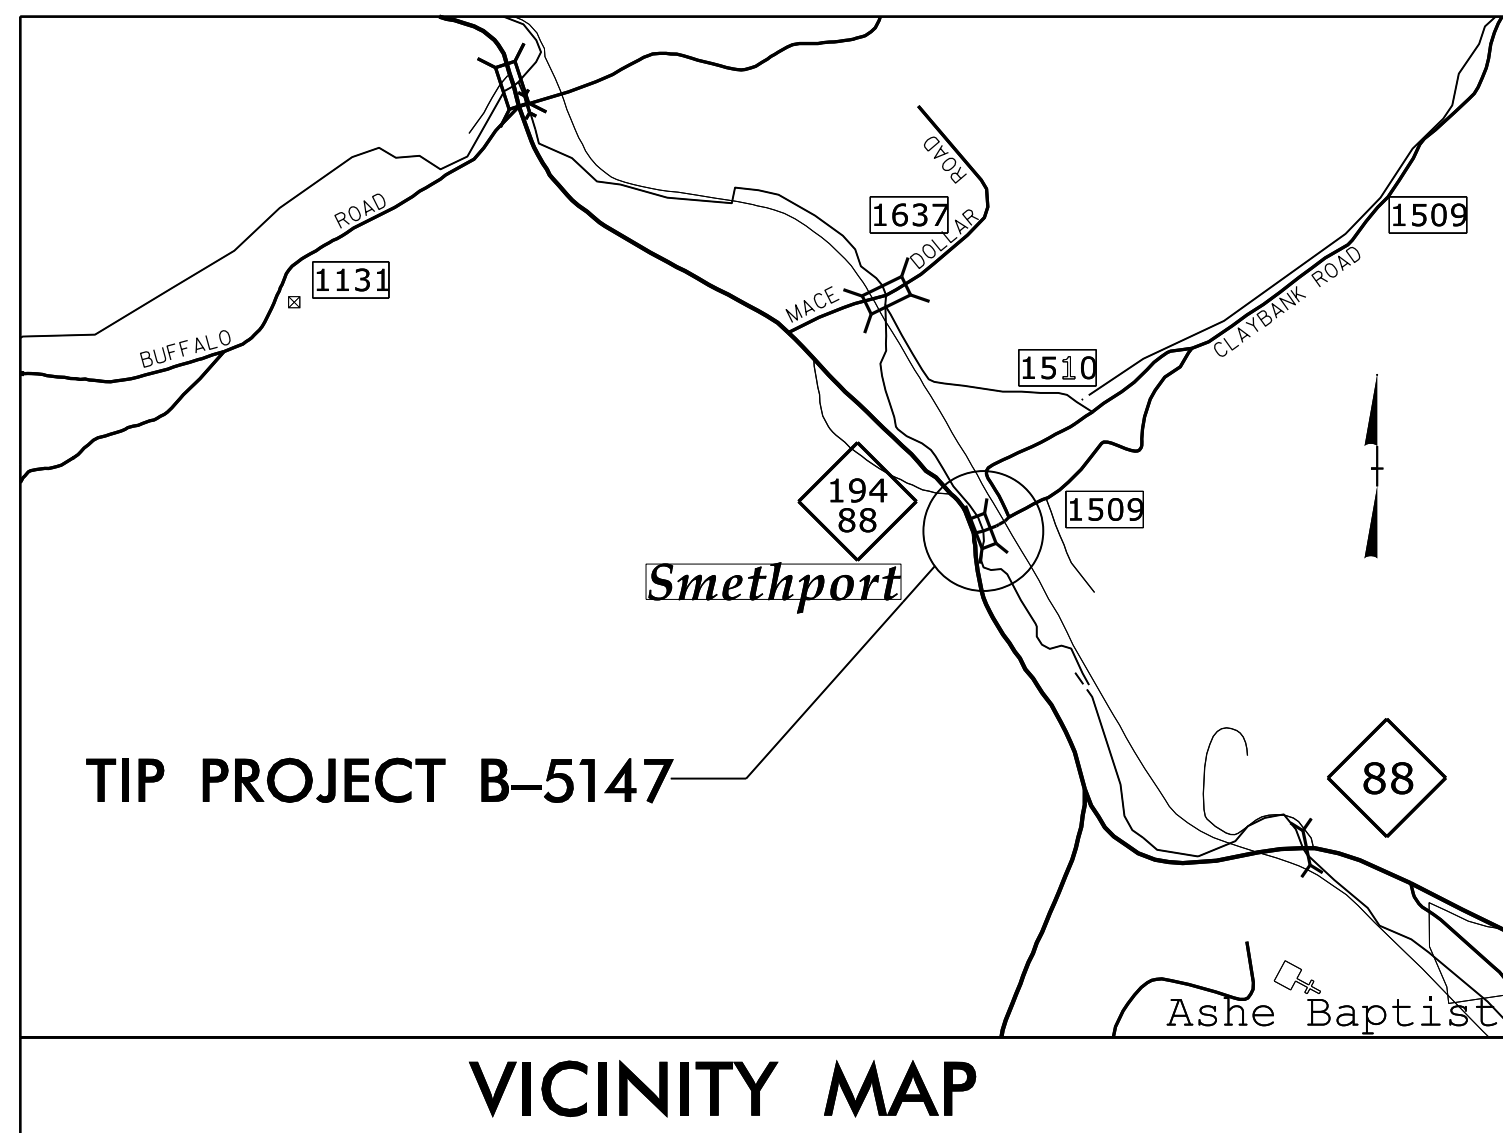 ROAD
1637
DOLLAR
ROAD
1509
1131
MACE
BUFFALO
CLAYBANK ROAD
1510
194
88
1509
Smethport
TIP PROJECT B–5147
88
Ashe Baptist
VICINITY MAP